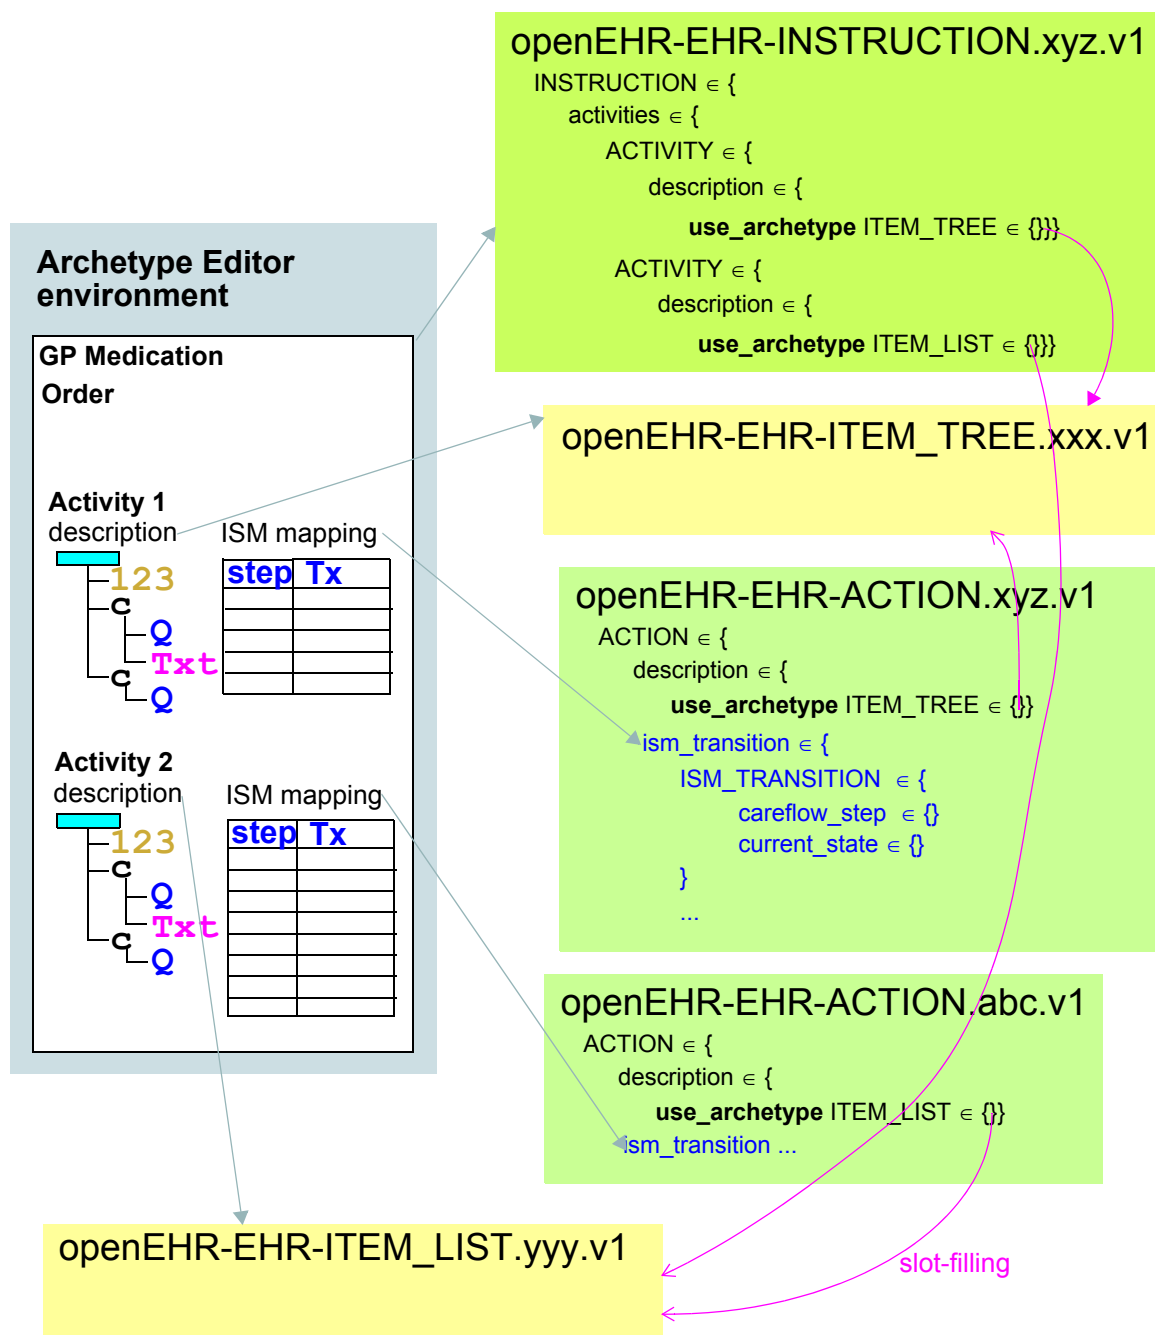 openEHR-EHR-INSTRUCTION.xyz.v1
INSTRUCTION ∈ {
activities ∈ {
ACTIVITY ∈ {
description ∈ {
use_archetype ITEM_TREE ∈ {}}}
ACTIVITY ∈ {
description ∈ {
use_archetype ITEM_LIST ∈ {}}}
Archetype Editor
environment
GP Medication
Order
Activity 1
description
ISM mapping
step Tx
123
C
Q
Txt
C
Q
Activity 2
description
ISM mapping
step Tx
123
C
Q
Txt
C
Q
openEHR-EHR-ITEM_TREE.xxx.v1
openEHR-EHR-ACTION.xyz.v1
ACTION ∈ {
description ∈ {
use_archetype ITEM_TREE ∈ {}}
ism_transition ∈ {
ISM_TRANSITION ∈ {
careflow_step ∈ {}
current_state ∈ {}
}
...
openEHR-EHR-ACTION.abc.v1
ACTION ∈ {
description ∈ {
use_archetype ITEM_LIST ∈ {}}
ism_transition ...
openEHR-EHR-ITEM_LIST.yyy.v1
slot-filling